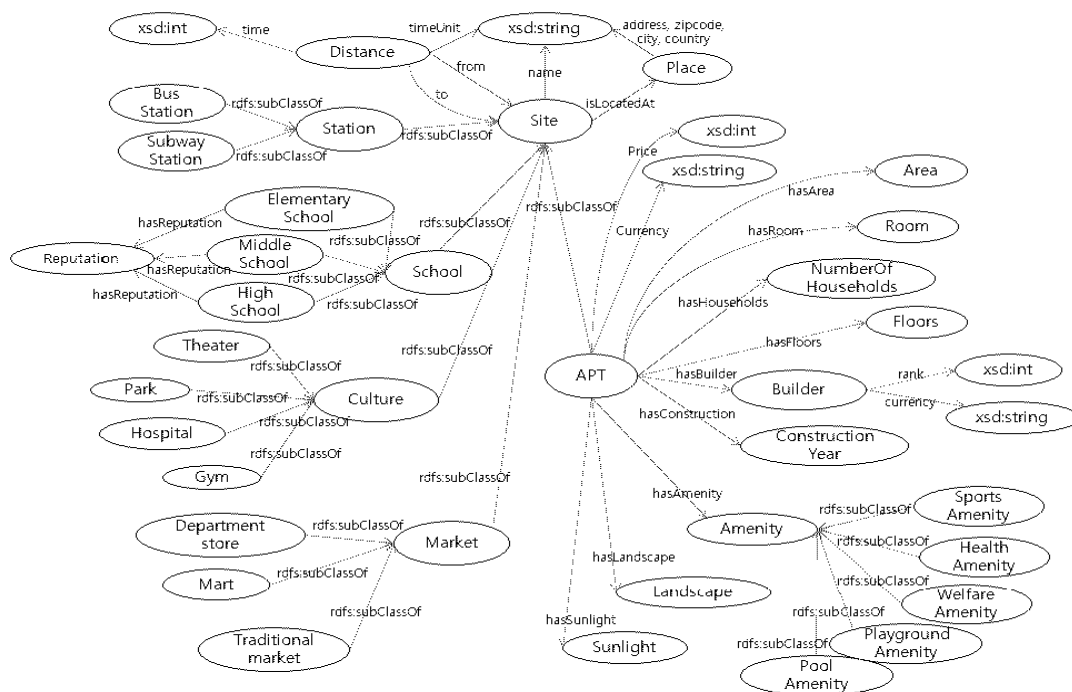 address, zipcode,
city, country
xsd:int
time
timeUnit
xsd:string
Distance
from
name
Place
to
isLocatedAt
Bus
Station
rdfs:subClassOf
Station
rdfs:subClassOf
Site
Subway
Station
rdfs:subClassOf
xsd:int
Price
xsd:string
Area
hasArea
Elementary
School
hasReputation
rdfs:subClassOf
rdfs:subClassOf
rdfs:subClassOf
Currency
hasRoom
Room
Reputation
Middle
School
hasReputation
rdfs:subClassOf
School
hasReputation
High
School
rdfs:subClassOf
NumberOf
Households
hasHouseholds
Floors
hasFloors
Theater
rdfs:subClassOf
rdfs:subClassOf
APT
hasBuilder
Builder
rank
xsd:int
Park
rdfs:subClassOf
Culture
currency
xsd:string
hasConstruction
Hospital
rdfs:subClassOf
Construction
Year
Gym
rdfs:subClassOf
rdfs:subClassOf
hasAmenity
Sports
Amenity
rdfs:subClassOf
Department
store
rdfs:subClassOf
Market
Amenity
rdfs:subClassOf
Health
Amenity
Mart
rdfs:subClassOf
hasLandscape
Landscape
rdfs:subClassOf
Welfare
Amenity
rdfs:subClassOf
hasSunlight
rdfs:subClassOf
Traditional
market
Sunlight
rdfs:subClassOf
Playground
Amenity
Pool
Amenity